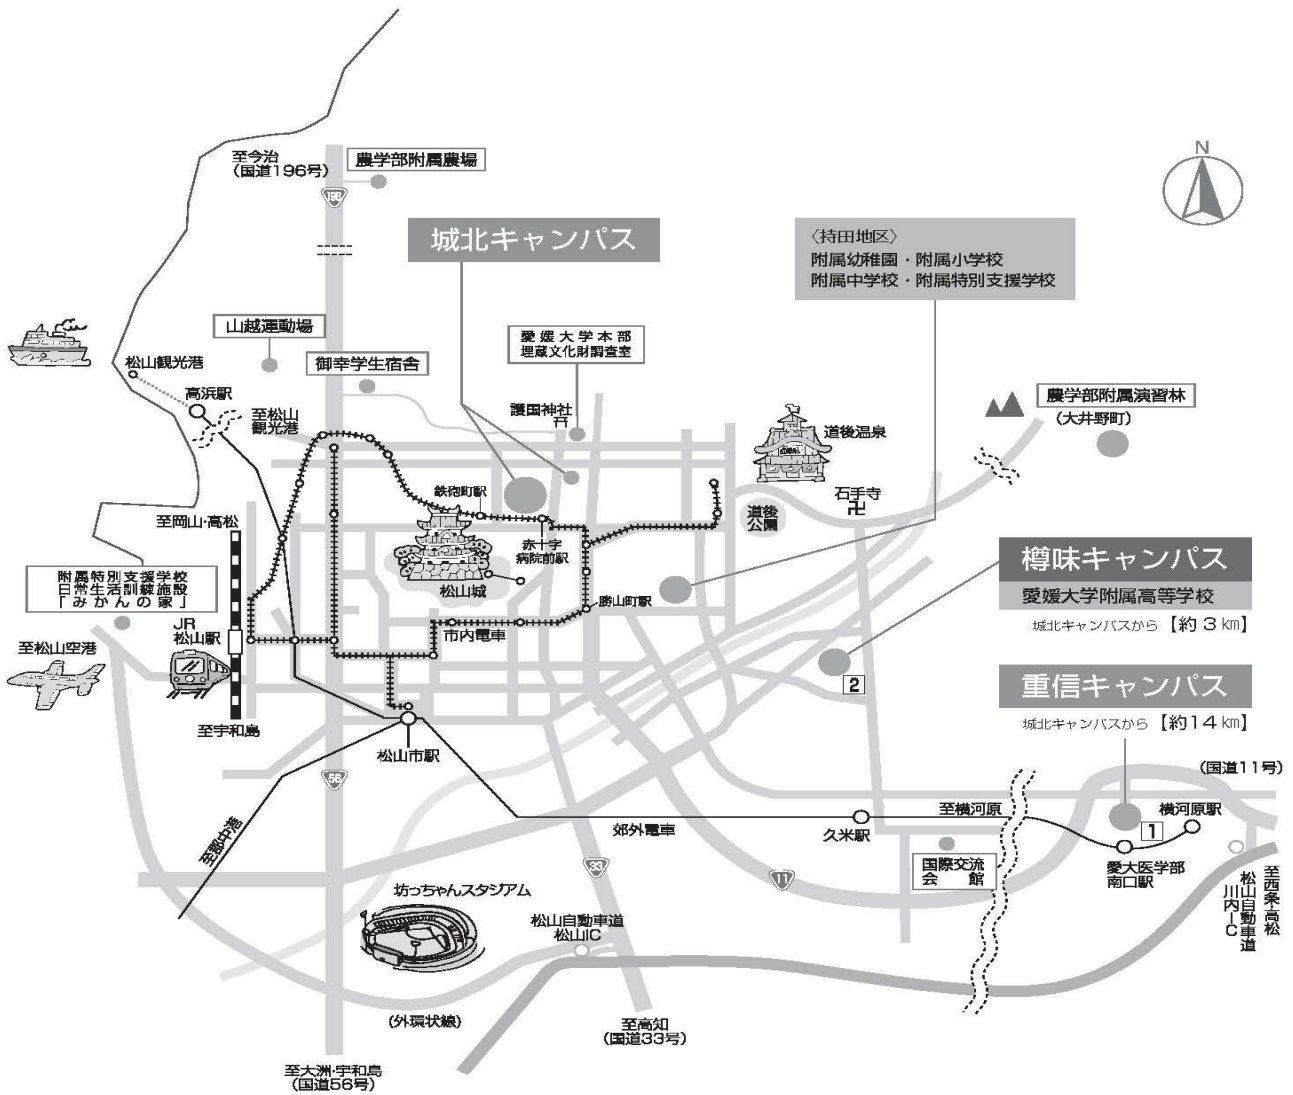 N
至今治
(国道196号)
農学部附属農場
196
城北キャンパス
〈持田地区〉
附属幼稚園・附属小学校
附属中学校・附属特別支援学校
山越運動場
愛媛大学本部
埋蔵文化財調査室
御幸学生宿舎
松山観光港
高浜駅
至松山
観光港
護国神社
道後温泉
農学部附属演習林
(大井野町)
石手寺
卍
鉄砲町駅
道後
公園
至岡山・高松
赤十字
病院前駅
樽味キャンパス
愛媛大学附属高等学校
城北キャンパスから【約3㎞】
附属特別支援学校
日常生活訓練施設
「みかんの家」
松山城
勝山町駅
JR
松山駅
市内電車
至松山空港
2
重信キャンパス
城北キャンパスから【約14㎞】
至宇和島
松山市駅
56
(国道11号)
至郡中港
郊外電車
久米駅
至横河原
横河原駅
1
愛大医学部
南口駅
33
11
国際交流
会館
至西条・高松
松山自動車道
川内IC
坊っちゃんスタジアム
松山自動車道
松山IC
(外環状線)
至高知
(国道33号)
至大洲・宇和島
(国道56号)